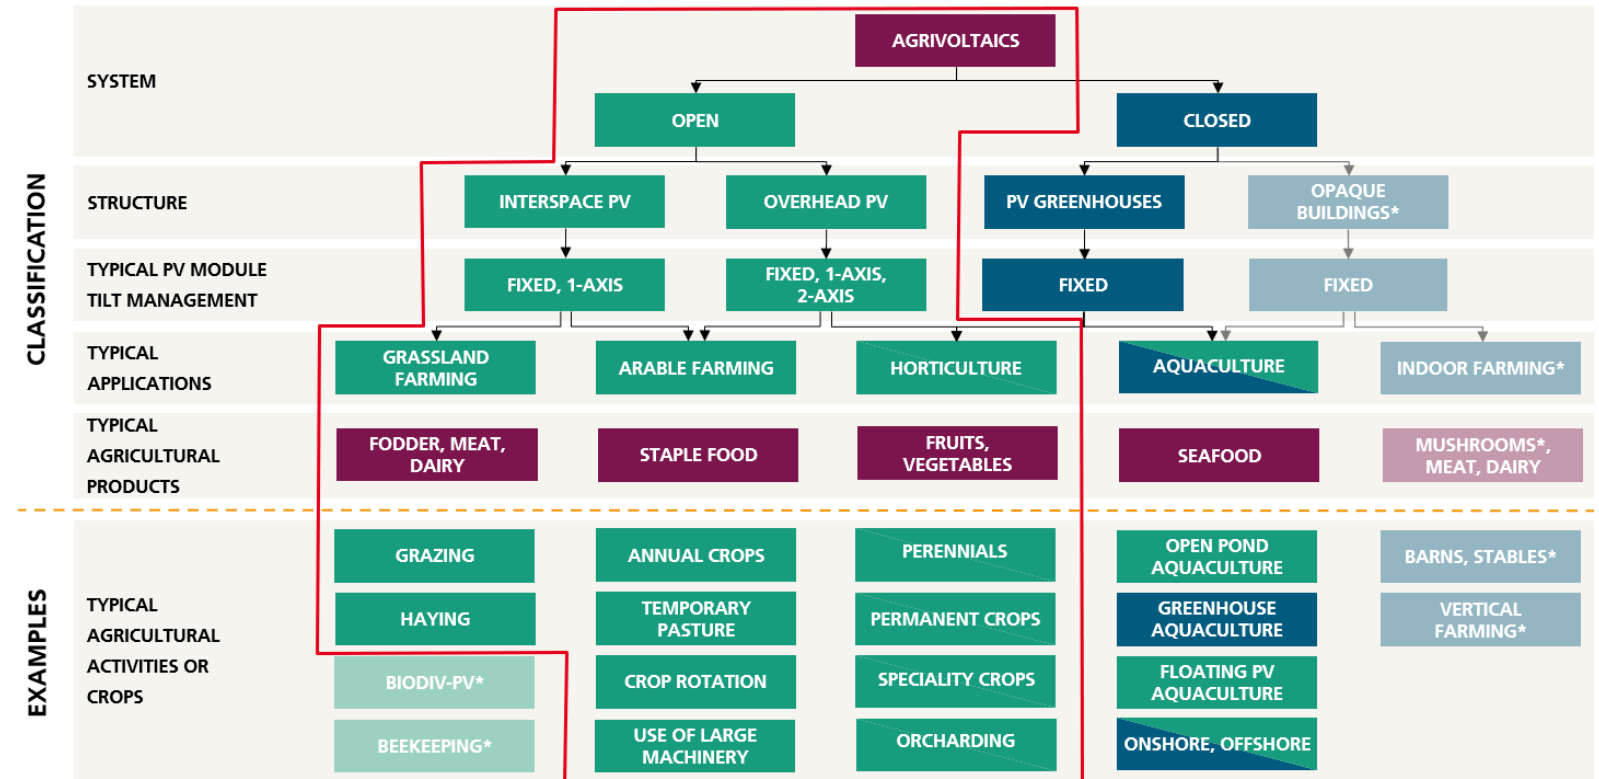 AGRIVOLTAICS
SYSTEM
OPEN
CLOSED
CLASSIFICATION
STRUCTURE
INTERSPACE PV
OVERHEAD PV
PV GREENHOUSES
OPAQUE
BUILDINGS*
TYPICAL PV MODULE
TILT MANAGEMENT
FIXED, 1-AXIS
FIXED, 1-AXIS,
2-AXIS
FIXED
FIXED
TYPICAL
APPLICATIONS
GRASSLAND
FARMING
ARABLE FARMING
HORTICULTURE
AQUACULTURE
INDOOR FARMING*
TYPICAL
AGRICULTURAL
PRODUCTS
FODDER, MEAT,
DAIRY
STAPLE FOOD
FRUITS,
VEGETABLES
SEAFOOD
MUSHROOMS*,
MEAT, DAIRY
EXAMPLES
TYPICAL
AGRICULTURAL
ACTIVITIES OR
CROPS
GRAZING
ANNUAL CROPS
PERENNIALS
OPEN POND
AQUACULTURE
BARNS, STABLES*
HAYING
TEMPORARY
PASTURE
PERMANENT CROPS
GREENHOUSE
AQUACULTURE
VERTICAL
FARMING*
BIODIV-PV*
CROP ROTATION
SPECIALITY CROPS
FLOATING PV
AQUACULTURE
BEEKEEPING*
USE OF LARGE
MACHINERY
ORCHARDING
ONSHORE, OFFSHORE